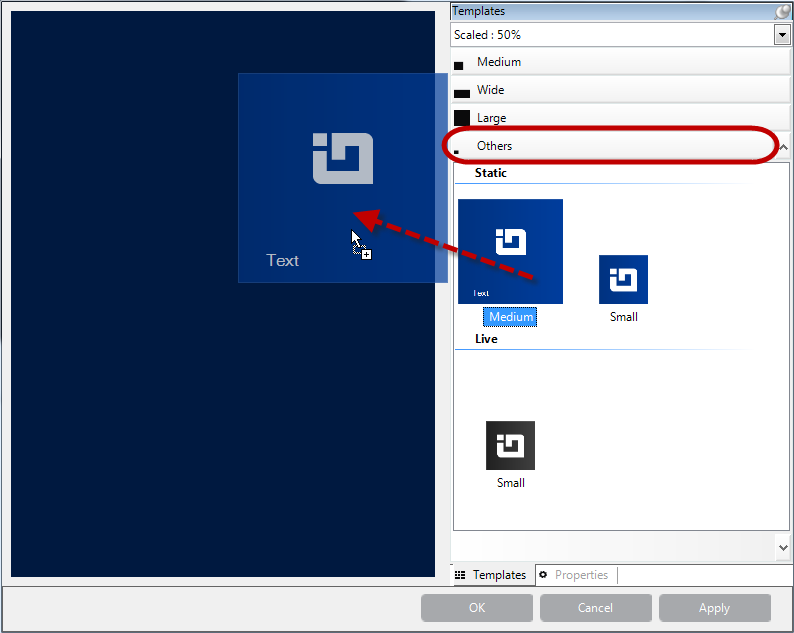 Templates
Scaled : 50%
Medium
Wide
Large
Others
Static
Text
Text
Medium
Small
Live
Small
Templates
Properties
OK
Cancel
Apply